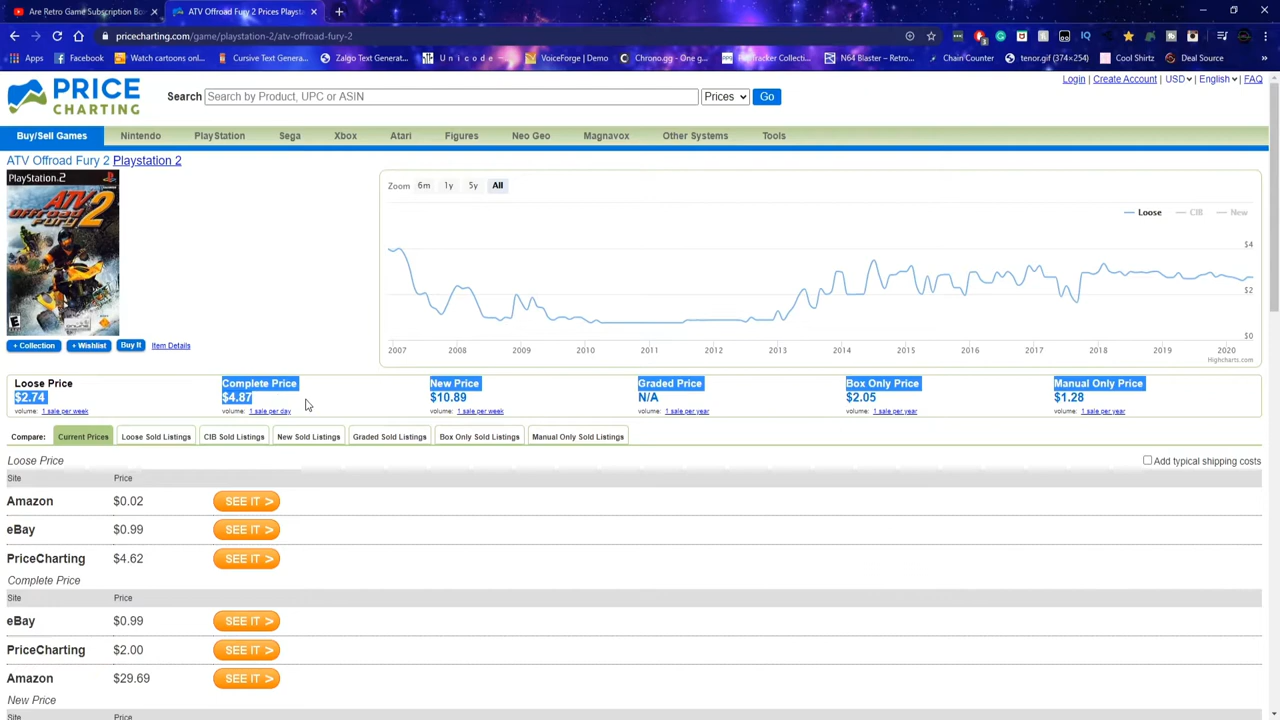 Are Retro Game Subscription Bo
ATV Offroad Fury 2 Prices Playsta
pricecharting.com/game/playstation-2/atv-offroad-fury-2
Apps
Facebook
Watch cartoons onl...
Cursive Text Genera...
Zalgo Text Generat...
U n i c o d e
VoiceForge | Demo
Chrono.gg - One g...
PP Tracker Collecti...
N64 Blaster – Retro...
Chain Counter
tenor.gif (374×254)
Cool Shirtz
Deal Source
PRICE CHARTING
Search
Search by Product, UPC or ASIN
Prices
Go
Login | Create Account | USD | English | FAQ
Buy/Sell Games
Nintendo
PlayStation
Sega
Xbox
Atari
Figures
Neo Geo
Magnavox
Other Systems
Tools
ATV Offroad Fury 2 Playstation 2
PlayStation.2
ATV Offroad Fury 2
+ Collection
+ Wishlist
Buy It
Item Details
Zoom 6m 1y 5y All
Loose CIB New
$4
$2
$0
2007 2008 2009 2010 2011 2012 2013 2014 2015 2016 2017 2018 2019 2020
Highcharts.com
Loose Price Complete Price New Price Graded Price Box Only Price Manual Only Price
$2.74 $4.87 $10.89 N/A $2.05 $1.28
volume: 1 sale per week volume: 1 sale per day volume: 1 sale per week volume: 1 sale per year volume: 1 sale per year volume: 1 sale per year
Compare: Current Prices Loose Sold Listings CIB Sold Listings New Sold Listings Graded Sold Listings Box Only Sold Listings Manual Only Sold Listings
Loose Price
Add typical shipping costs
Site Price
Amazon $0.02 SEE IT >
eBay $0.99 SEE IT >
PriceCharting $4.62 SEE IT >
Complete Price
Site Price
eBay $0.99 SEE IT >
PriceCharting $2.00 SEE IT >
Amazon $29.69 SEE IT >
New Price
Site Price